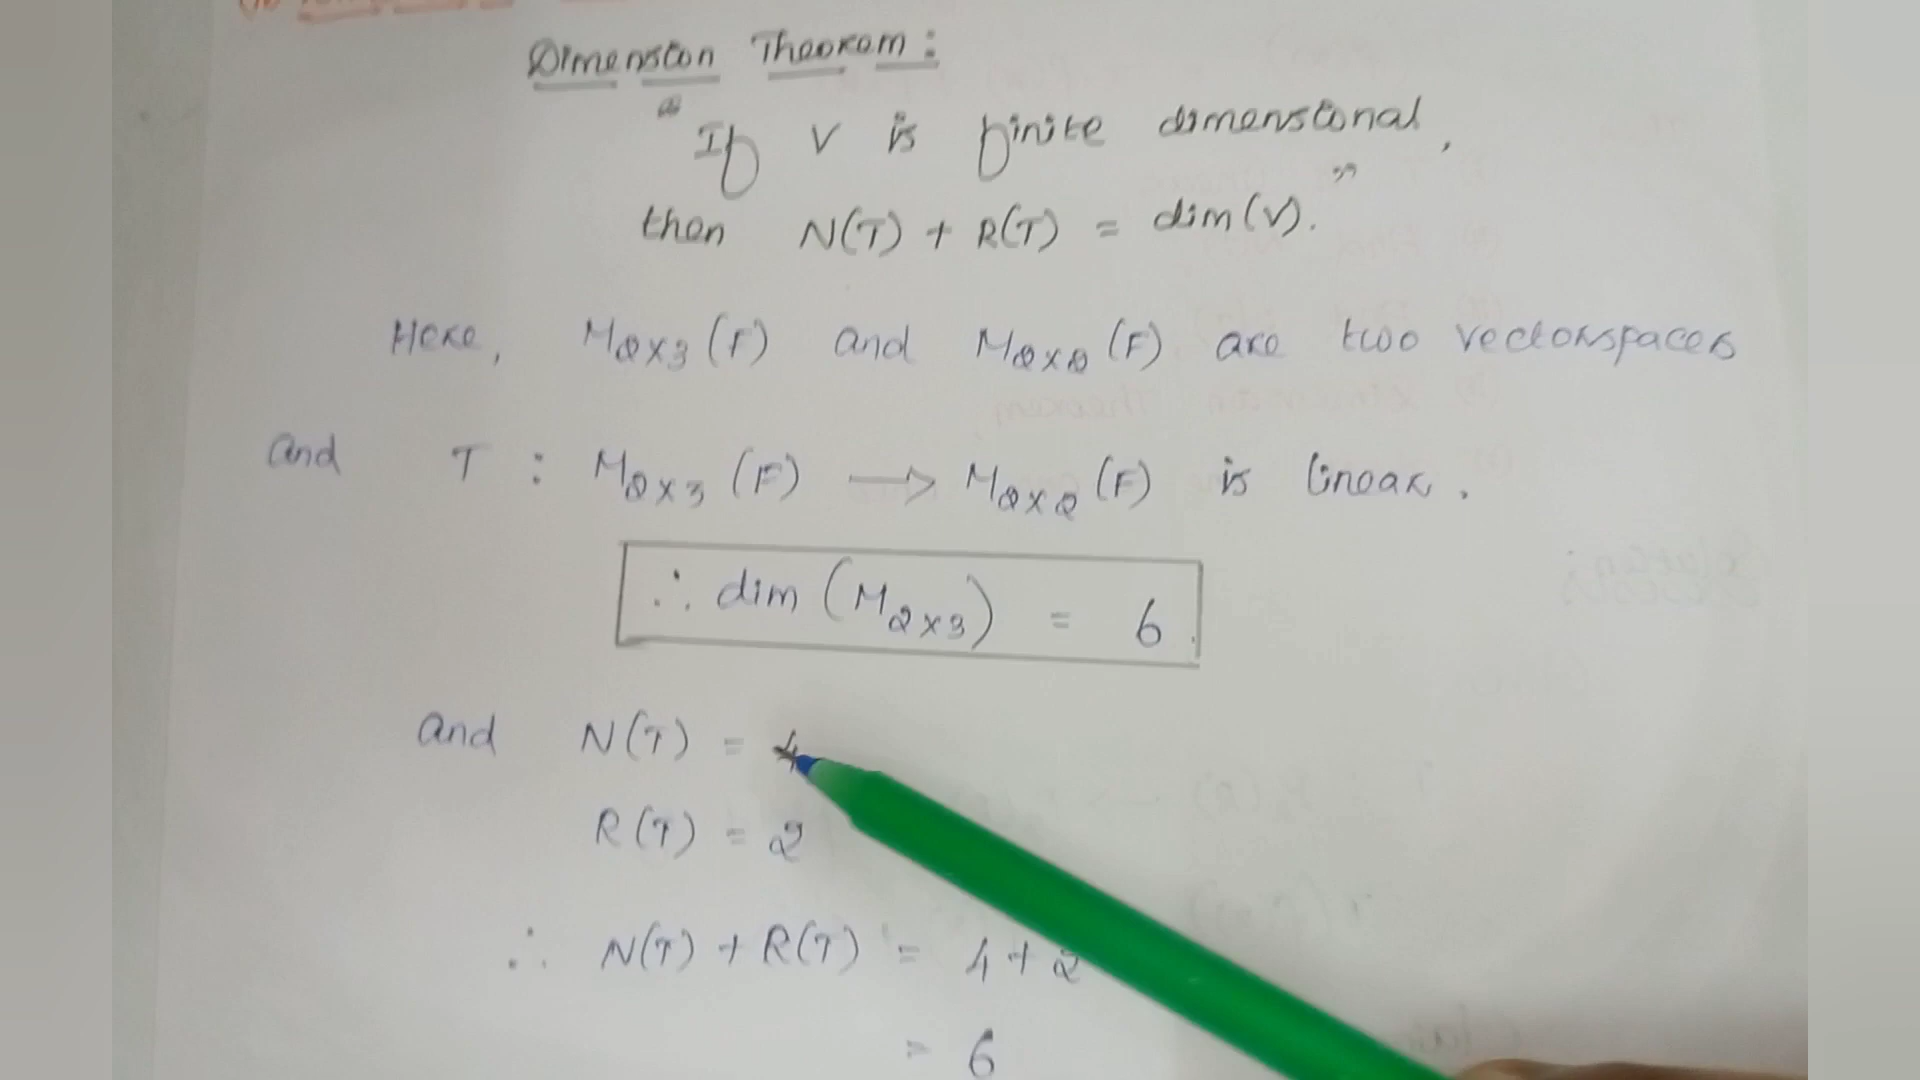 Dimension Theorem:
"If V is finite dimensional,
then N(T) + R(T) = dim(V)."
Here, M₂ₓ₃(F) and M₂ₓ₂(F) are two vectorspaces
and T : M₂ₓ₃(F) → M₂ₓ₂(F) is linear.
∴ dim(M₂ₓ₃) = 6.
and N(T) = 4
R(T) = 2
∴ N(T) + R(T) = 4 + 2
= 6